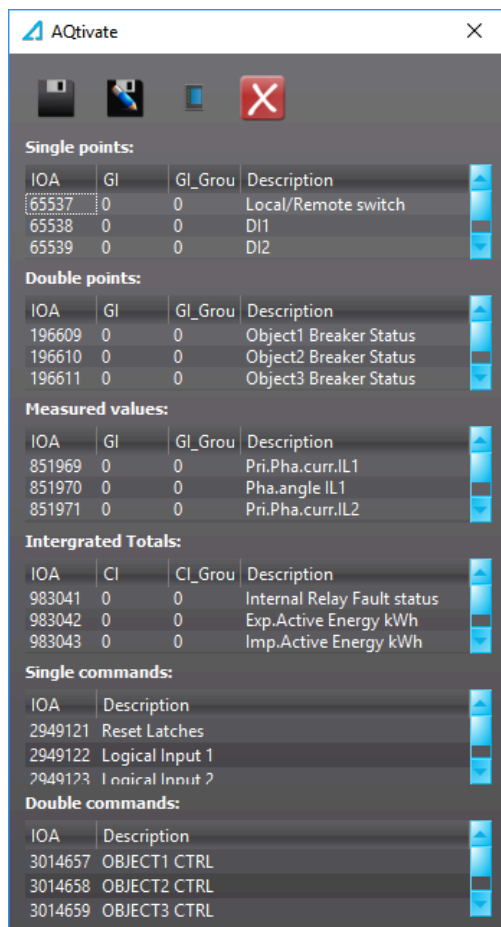 AQtivate
Single points:
IOA GI GI_Grou Description
65537 0 0 Local/Remote switch
65538 0 0 DI1
65539 0 0 DI2
Double points:
IOA GI GI_Grou Description
196609 0 0 Object1 Breaker Status
196610 0 0 Object2 Breaker Status
196611 0 0 Object3 Breaker Status
Measured values:
IOA GI GI_Grou Description
851969 0 0 Pri.Pha.curr.IL1
851970 0 0 Pha.angle IL1
851971 0 0 Pri.Pha.curr.IL2
Intergrated Totals:
IOA CI CI_Grou Description
983041 0 0 Internal Relay Fault status
983042 0 0 Exp.Active Energy kWh
983043 0 0 Imp.Active Energy kWh
Single commands:
IOA Description
2949121 Reset Latches
2949122 Logical Input 1
2949123 Logical Input 2
Double commands:
IOA Description
3014657 OBJECT1 CTRL
3014658 OBJECT2 CTRL
3014659 OBJECT3 CTRL